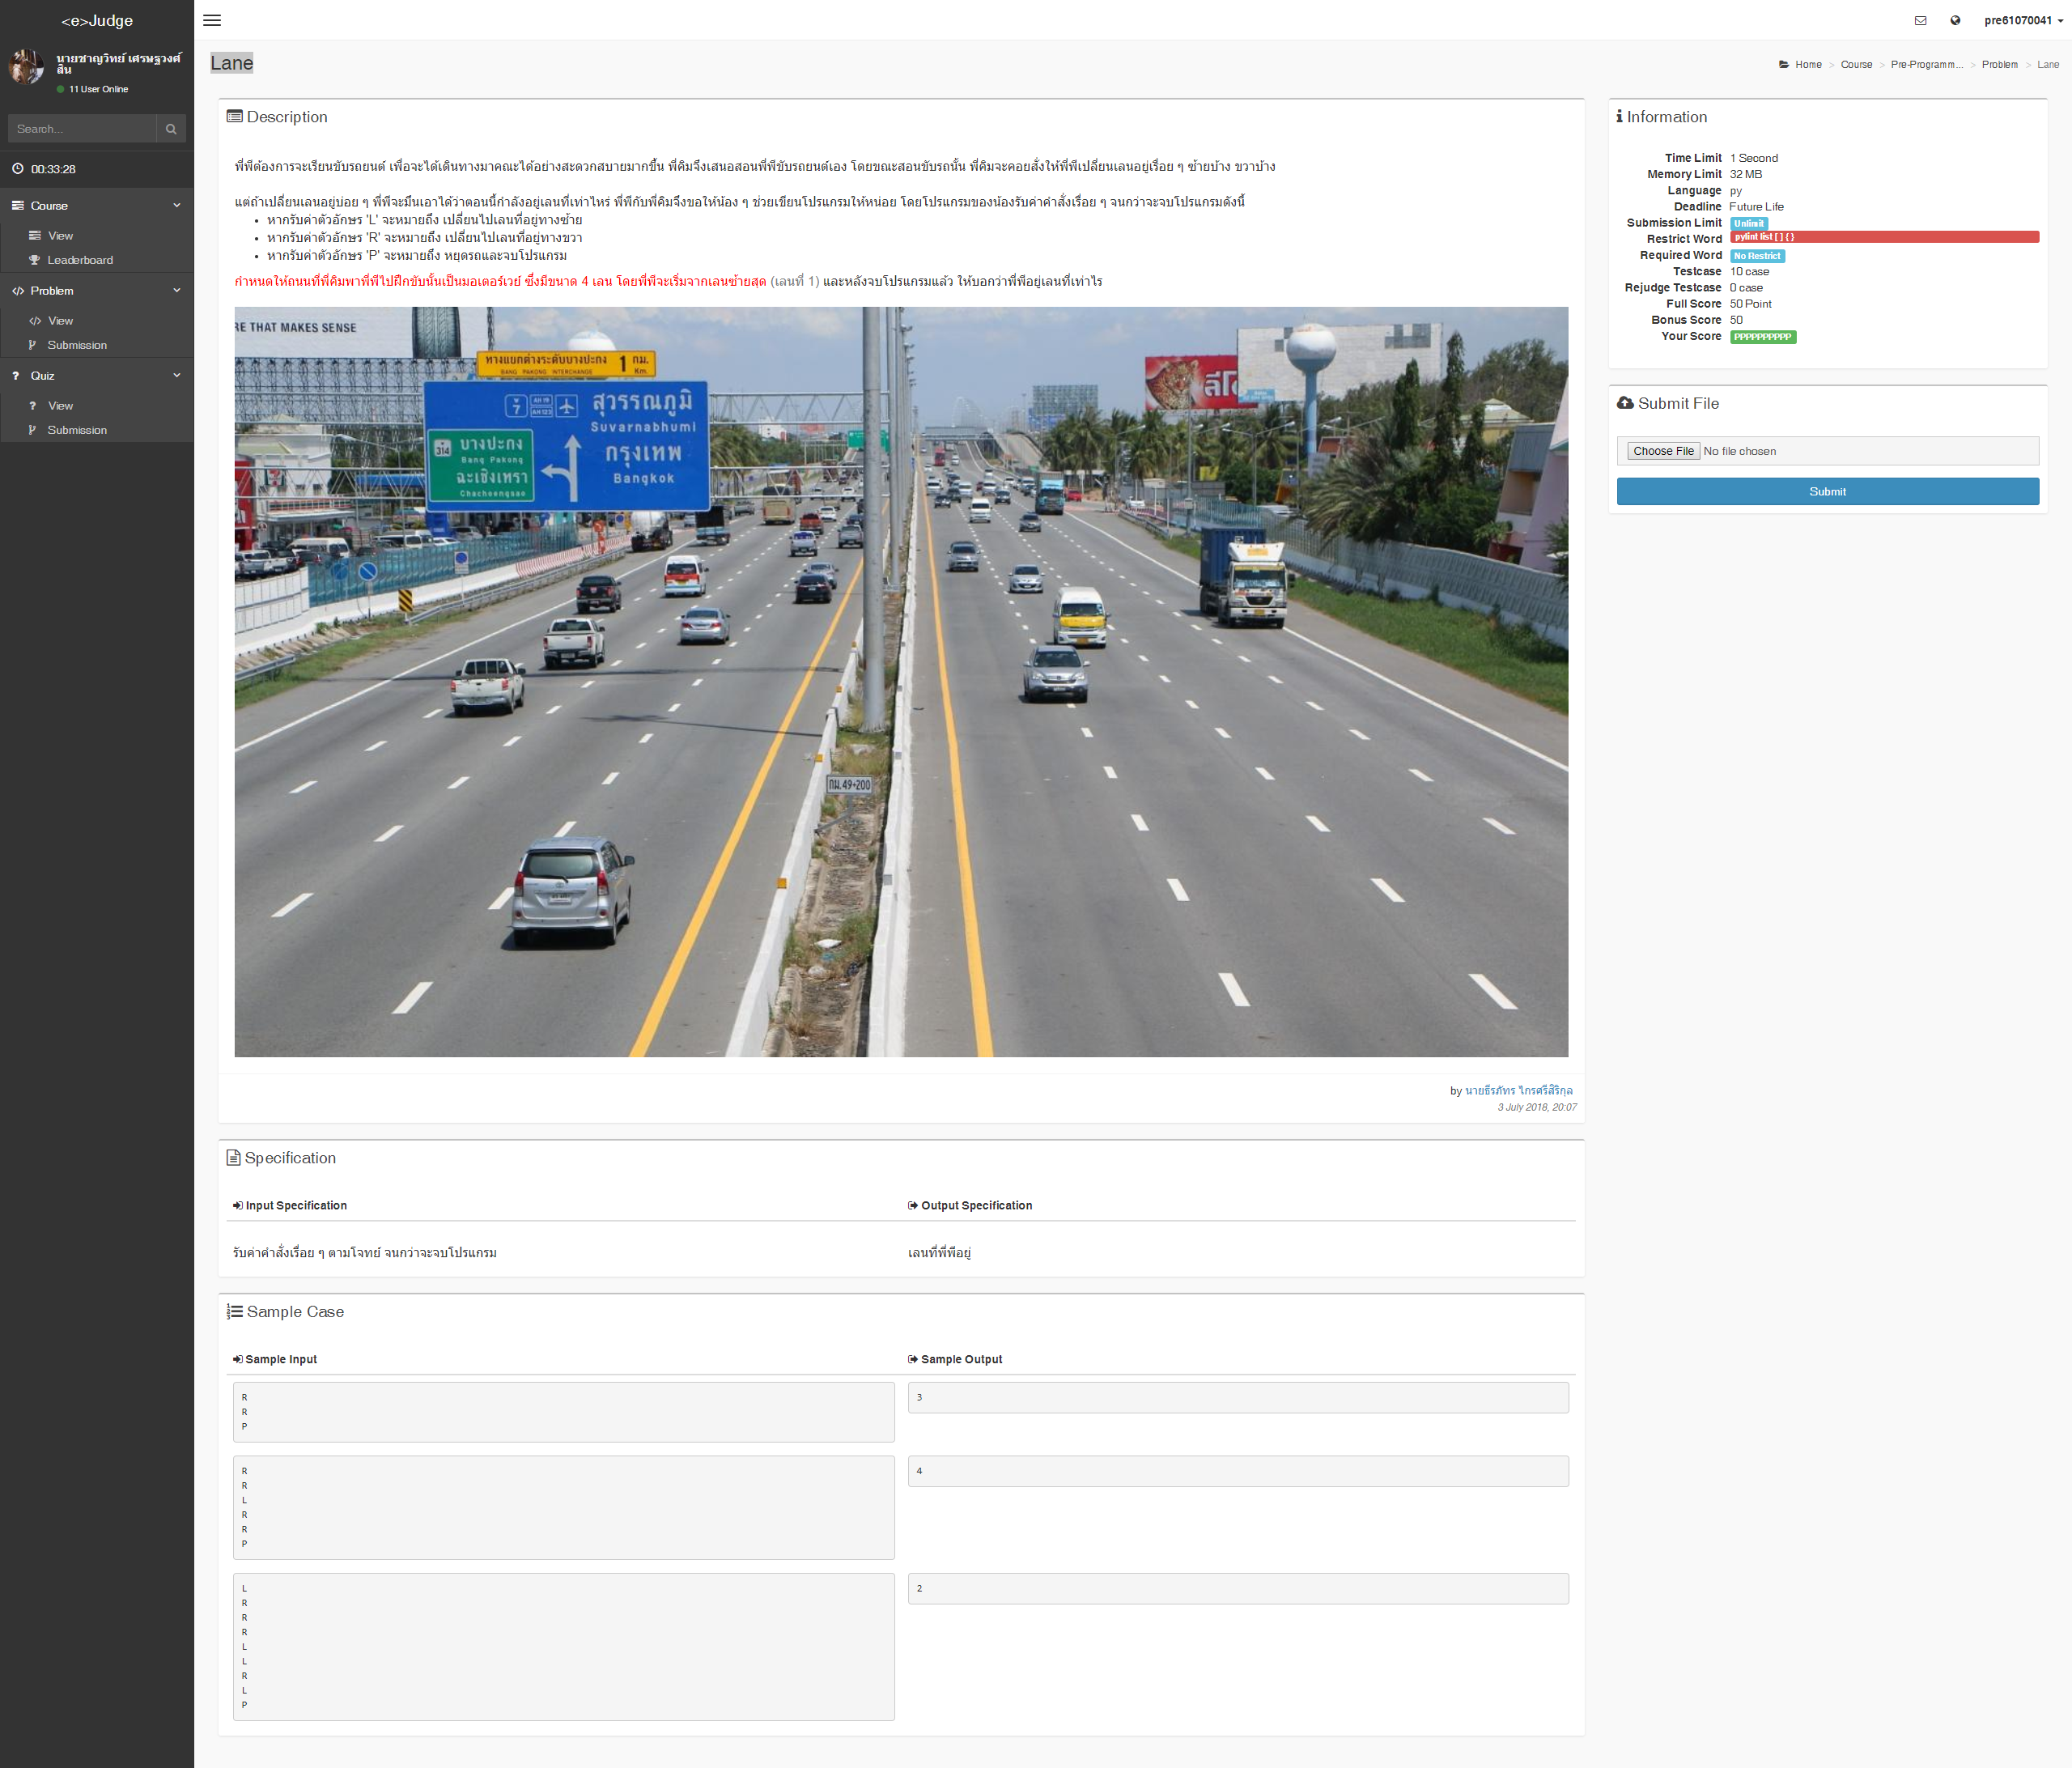 <e>Judge
pre61070041
นายชาญวิทย์ เศรษฐวงศ์
สิน
11 User Online
Search...
00:33:28
Course
View
Leaderboard
Problem
View
Submission
Quiz
View
Submission
Lane
Home > Course > Pre-Programm... > Problem > Lane
Description
พี่พีต้องการจะเรียนขับรถยนต์ เพื่อจะได้เดินทางมาคณะได้อย่างสะดวกสบายมากขึ้น พี่คิมจึงเสนอสอนพี่พีขับรถยนต์เอง โดยขณะสอนขับรถนั้น พี่คิมจะคอยสั่งให้พี่พีเปลี่ยนเลนอยู่เรื่อย ๆ ซ้ายบ้าง ขวาบ้าง
แต่ถ้าเปลี่ยนเลนอยู่บ่อย ๆ พี่พีจะมึนเอาได้ว่าตอนนี้กำลังอยู่เลนที่เท่าไหร่ พี่พีกับพี่คิมจึงขอให้น้อง ๆ ช่วยเขียนโปรแกรมให้หน่อย โดยโปรแกรมของน้องรับค่าคำสั่งเรื่อย ๆ จนกว่าจะจบโปรแกรมดังนี้
• หากรับค่าตัวอักษร 'L' จะหมายถึง เปลี่ยนไปเลนที่อยู่ทางซ้าย
• หากรับค่าตัวอักษร 'R' จะหมายถึง เปลี่ยนไปเลนที่อยู่ทางขวา
• หากรับค่าตัวอักษร 'P' จะหมายถึง หยุดรถและจบโปรแกรม
กำหนดให้ถนนที่พี่คิมพาพี่พีไปฝึกขับนั้นเป็นมอเตอร์เวย์ ซึ่งมีขนาด 4 เลน โดยพี่พีจะเริ่มจากเลนซ้ายสุด (เลนที่ 1) และหลังจบโปรแกรมแล้ว ให้บอกว่าพี่พีอยู่เลนที่เท่าไร
RE THAT MAKES SENSE
ทางแยกต่างระดับบางปะกง 1 กม.
BANG PAKONG INTERCHANGE Km.
7 AH 19 AH 123 สุวรรณภูมิ
Suvarnabhumi
314 บางปะกง
Bang Pakong
ฉะเชิงเทรา
Chachoengsao
กรุงเทพ
Bangkok
ลีโ
กม.49+200
by นายธีรภัทร ไกรศรีสิริกุล
3 July 2018, 20:07
Specification
Input Specification
Output Specification
รับค่าคำสั่งเรื่อย ๆ ตามโจทย์ จนกว่าจะจบโปรแกรม
เลนที่พี่พีอยู่
Sample Case
Sample Input
Sample Output
R
R
P
3
R
R
L
R
R
P
4
L
R
R
R
L
L
R
L
P
2
Information
Time Limit 1 Second
Memory Limit 32 MB
Language py
Deadline Future Life
Submission Limit Unlimit
Restrict Word pylint list [ ] { }
Required Word No Restrict
Testcase 10 case
Rejudge Testcase 0 case
Full Score 50 Point
Bonus Score 50
Your Score PPPPPPPPPP
Submit File
Choose File No file chosen
Submit